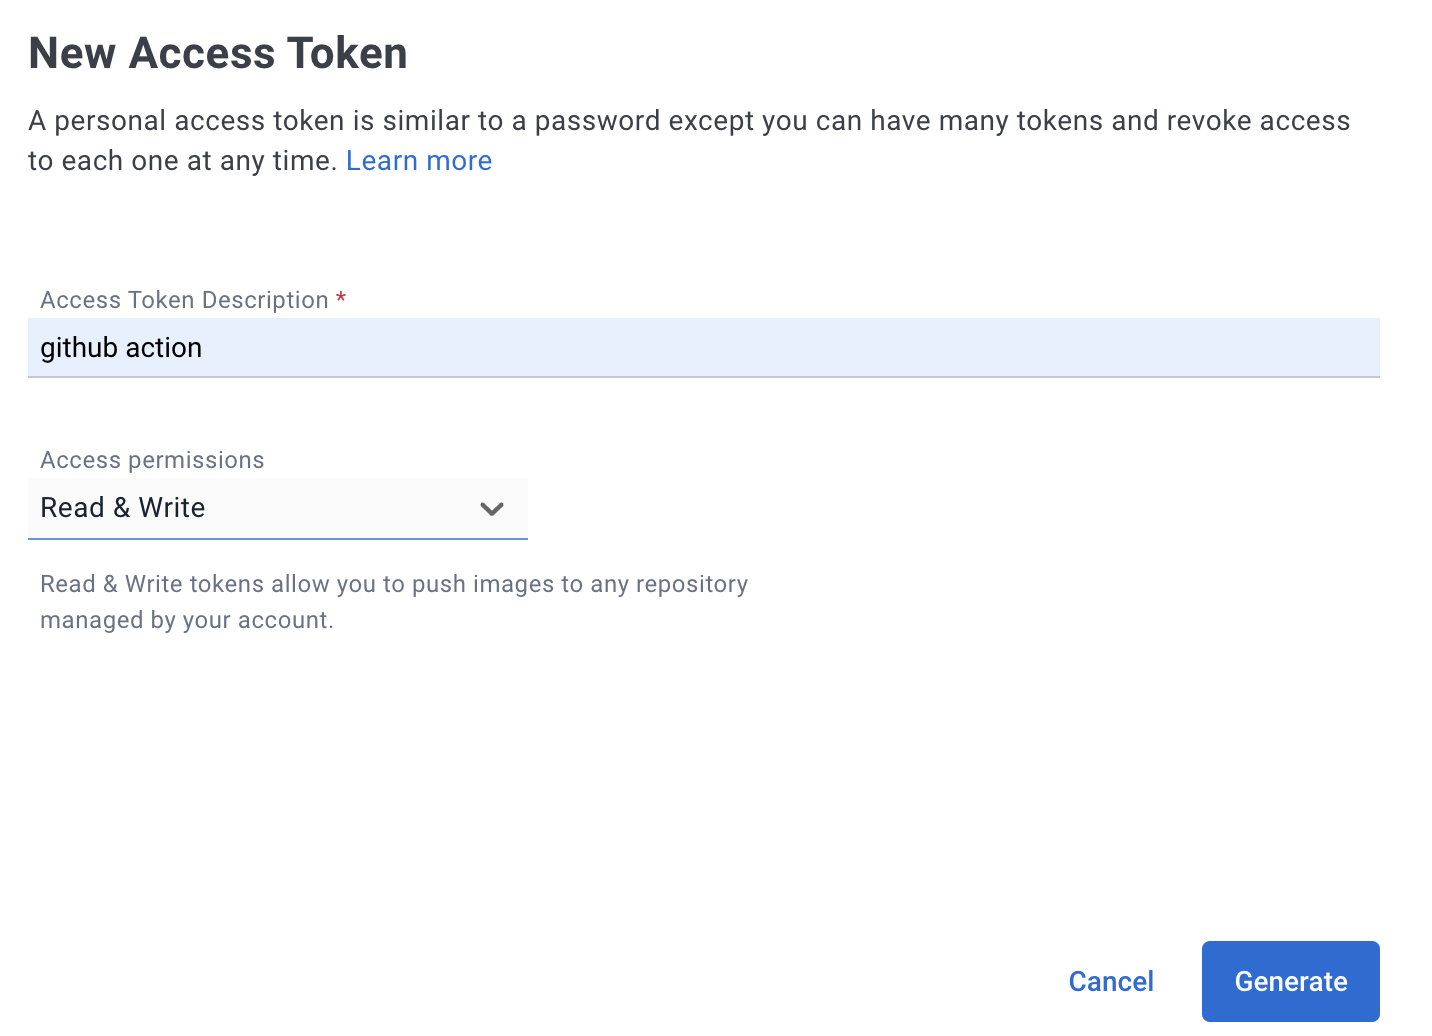 New Access Token
A personal access token is similar to a password except you can have many tokens and revoke access
to each one at any time. Learn more
Access Token Description *
github action
Access permissions
Read & Write
Read & Write tokens allow you to push images to any repository
managed by your account.
Cancel
Generate